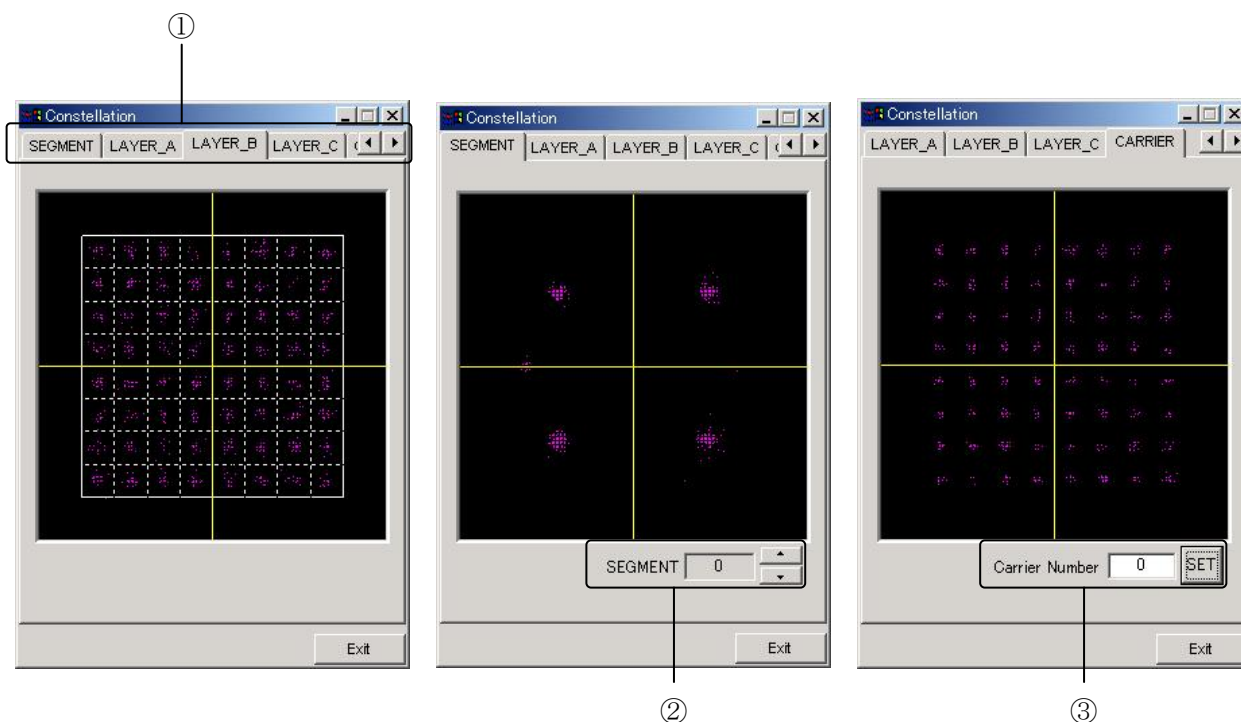 ①
Constellation
SEGMENT LAYER_A LAYER_B LAYER_C
Exit
Constellation
SEGMENT LAYER_A LAYER_B LAYER_C
SEGMENT 0
Exit
②
Constellation
LAYER_A LAYER_B LAYER_C CARRIER
Carrier Number 0 SET
Exit
③